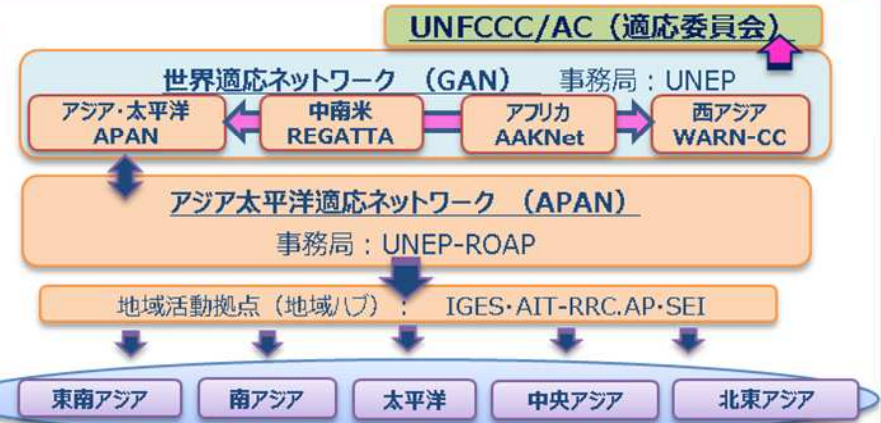 UNFCCC/AC（適応委員会）
世界適応ネットワーク （GAN） 事務局：UNEP
アジア・太平洋
APAN
中南米
REGATTA
アフリカ
AAKNet
西アジア
WARN-CC
アジア太平洋適応ネットワーク （APAN）
事務局：UNEP-ROAP
地域活動拠点（地域ハブ）： IGES・AIT-RRC.AP・SEI
東南アジア
南アジア
太平洋
中央アジア
北東アジア